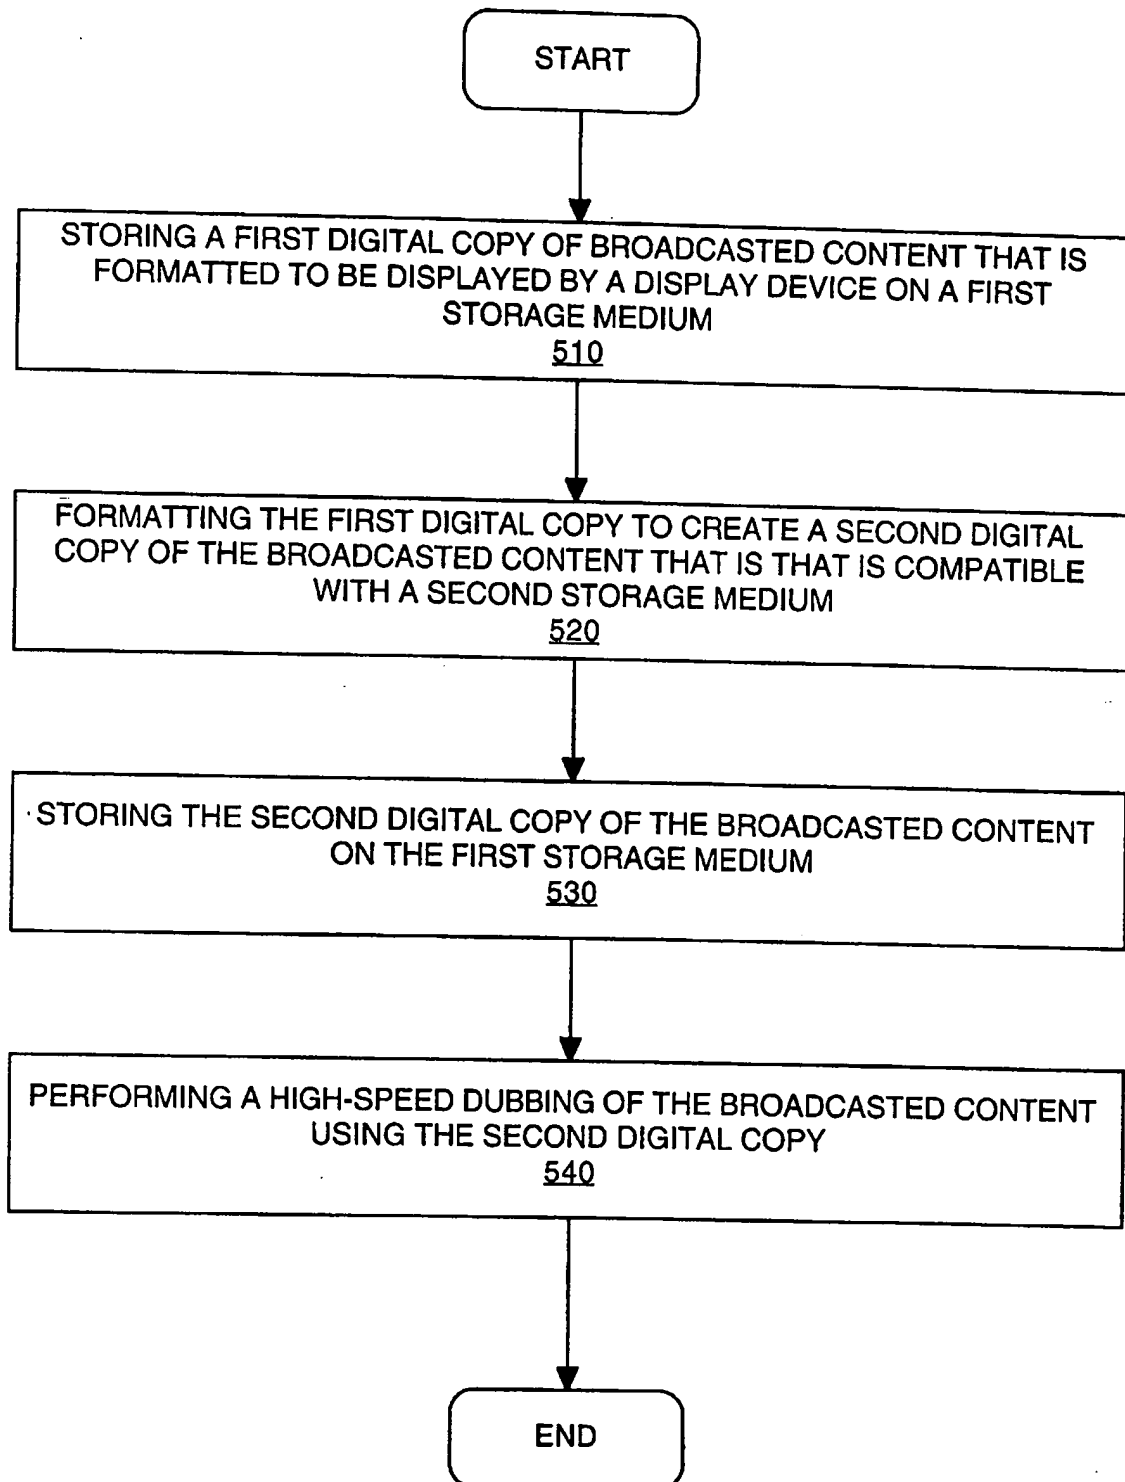 START
STORING A FIRST DIGITAL COPY OF BROADCASTED CONTENT THAT IS
FORMATTED TO BE DISPLAYED BY A DISPLAY DEVICE ON A FIRST
STORAGE MEDIUM
510
FORMATTING THE FIRST DIGITAL COPY TO CREATE A SECOND DIGITAL
COPY OF THE BROADCASTED CONTENT THAT IS THAT IS COMPATIBLE
WITH A SECOND STORAGE MEDIUM
520
STORING THE SECOND DIGITAL COPY OF THE BROADCASTED CONTENT
ON THE FIRST STORAGE MEDIUM
530
PERFORMING A HIGH-SPEED DUBBING OF THE BROADCASTED CONTENT
USING THE SECOND DIGITAL COPY
540
END